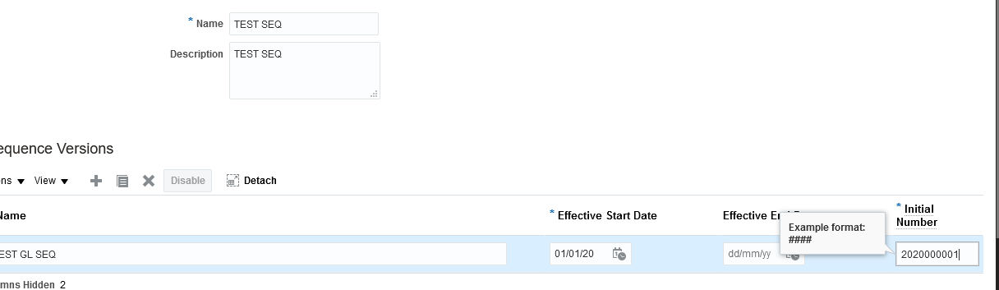 * Name TEST SEQ
Description TEST SEQ
equence Versions
ns View Disable Detach
Name * Effective Start Date Effective End D * Initial
Number
Example format:
####
EST GL SEQ 01/01/20 dd/mm/yy 2020000001
mns Hidden 2